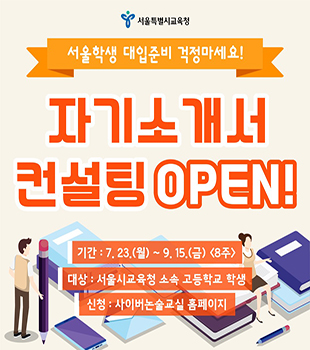 서울특별시교육청
서울학생 대입준비 걱정마세요!
자기소개서
컨설팅 OPEN!
기간 : 7. 23.(월) ~ 9. 15.(금) <8주>
대상 : 서울시교육청 소속 고등학교 학생
신청 : 사이버논술교실 홈페이지